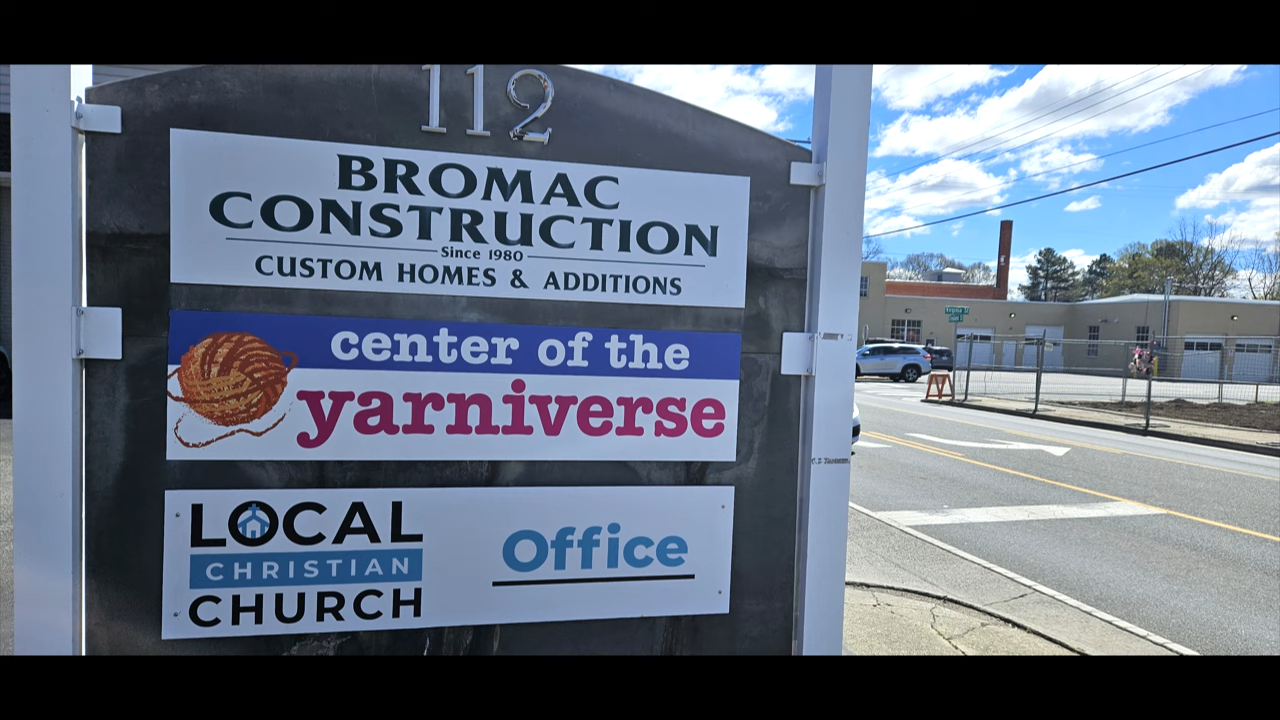 112
BROMAC
CONSTRUCTION
Since 1980
CUSTOM HOMES & ADDITIONS
center of the
yarniverse
LOCAL
CHRISTIAN
CHURCH
Office